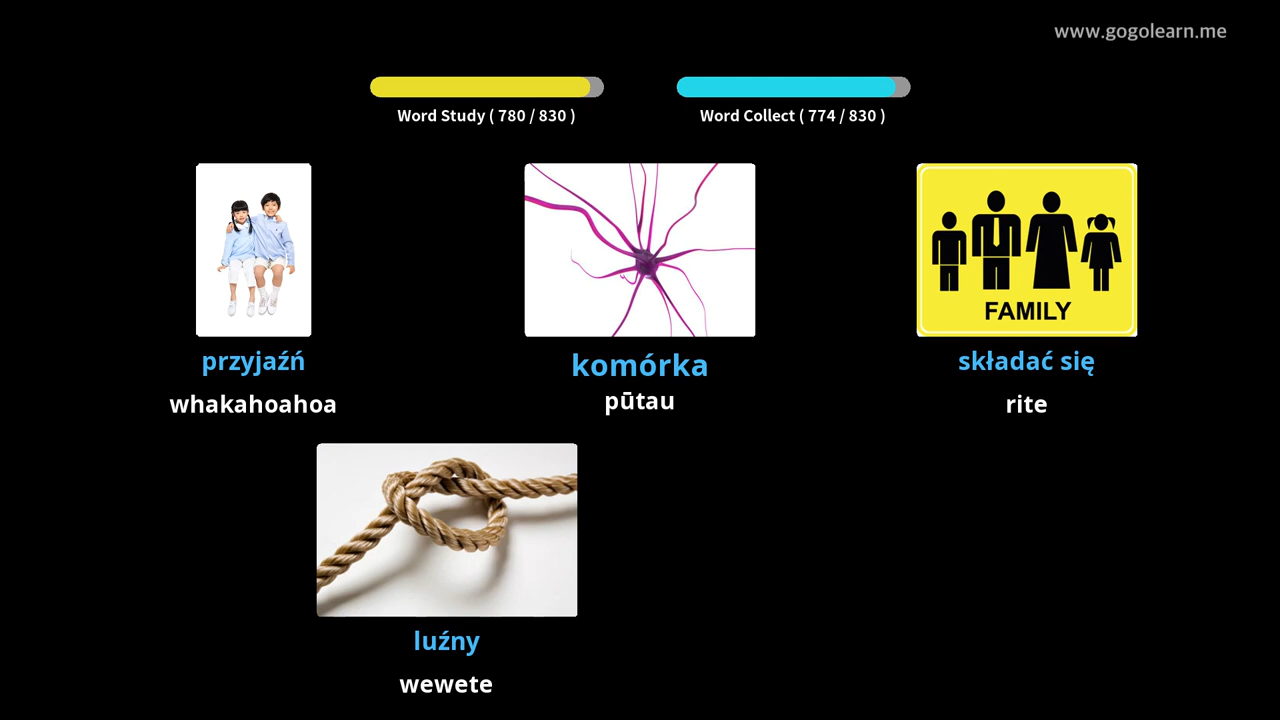 www.gogolearn.me
Word Study ( 780 / 830 )
Word Collect ( 774 / 830 )
FAMILY
przyjaźń
komórka
składać się
whakahoahoa
pūtau
rite
luźny
wewete